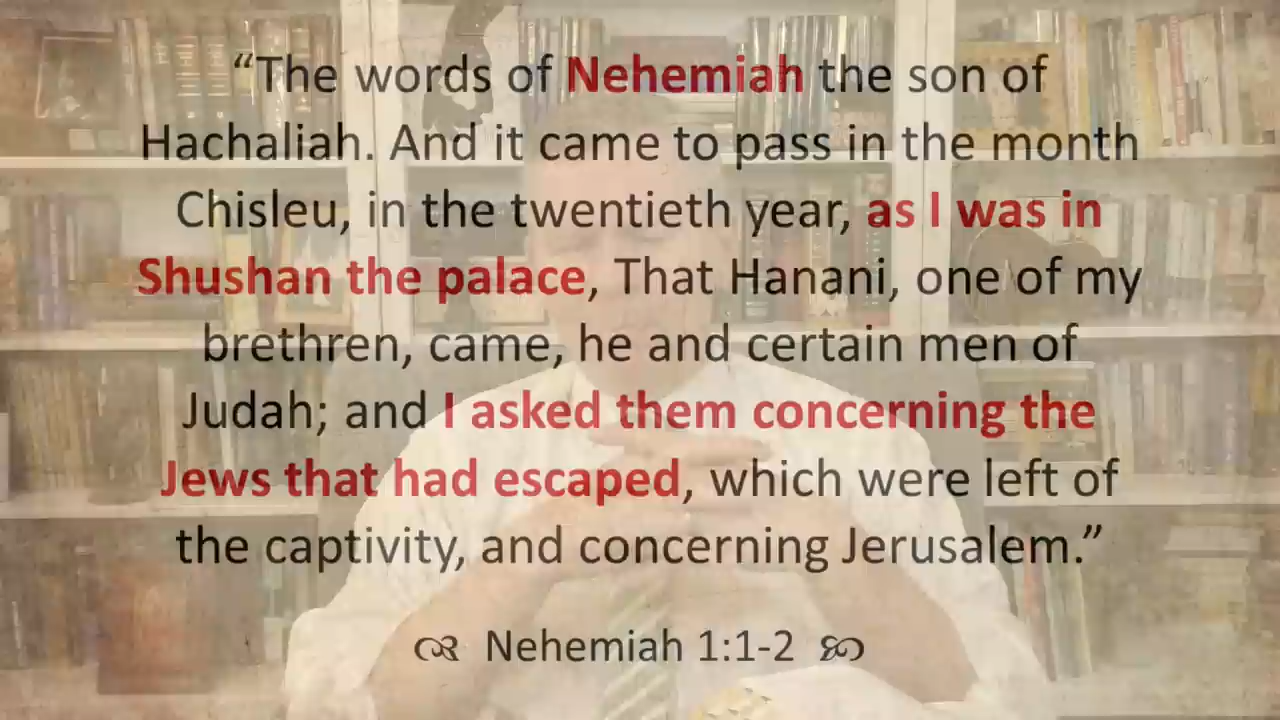 “The words of Nehemiah the son of
Hachaliah. And it came to pass in the month
Chisleu, in the twentieth year, as I was in
Shushan the palace, That Hanani, one of my
brethren, came, he and certain men of
Judah; and I asked them concerning the
Jews that had escaped, which were left of
the captivity, and concerning Jerusalem.”
Nehemiah 1:1-2